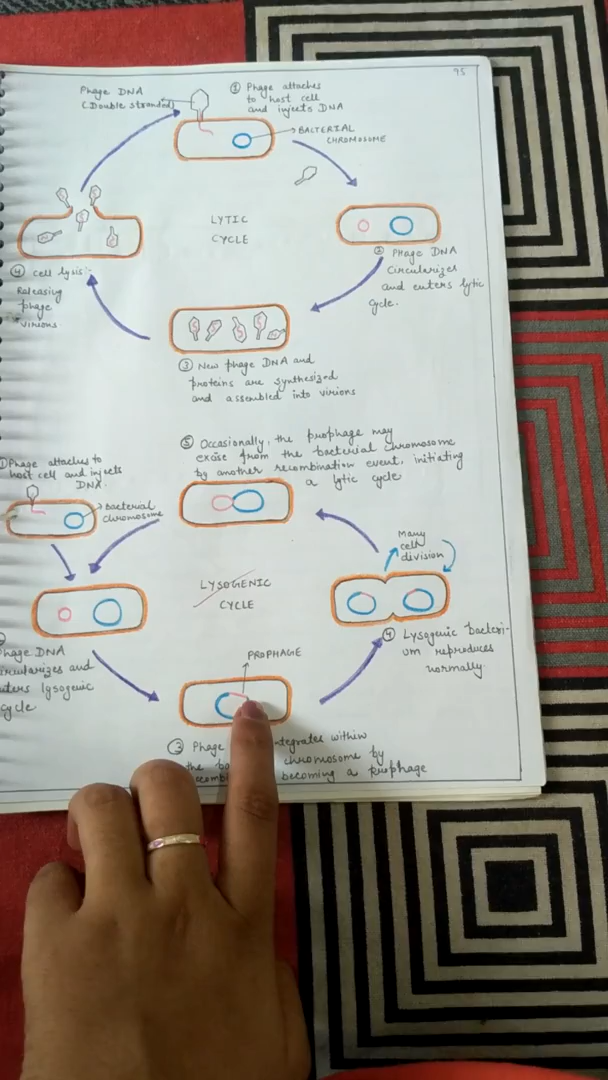 95
Phage DNA
(Double stranded)
① Phage attaches
to host cell
and injects DNA
BACTERIAL
CHROMOSOME
LYTIC
CYCLE
② Phage DNA
circularizes
and enters lytic
cycle.
③ New phage DNA and
proteins are synthesized
and assembled into virions
④ Cell lysis:-
Releasing
phage
virions
⑤ Occasionally, the prophage may
excise from the bacterial chromosome
by another recombination event, initiating
a lytic cycle
Phage attaches to
host cell and injects
DNA.
Bacterial
chromosome
Many
cell
division
LYSOGENIC
CYCLE
④ Lysogenic bacteri-
um reproduces
normally.
Phage DNA
and
lysogenic
cycle
PROPHAGE
③ Phage within
the chromosome by
becoming a prophage